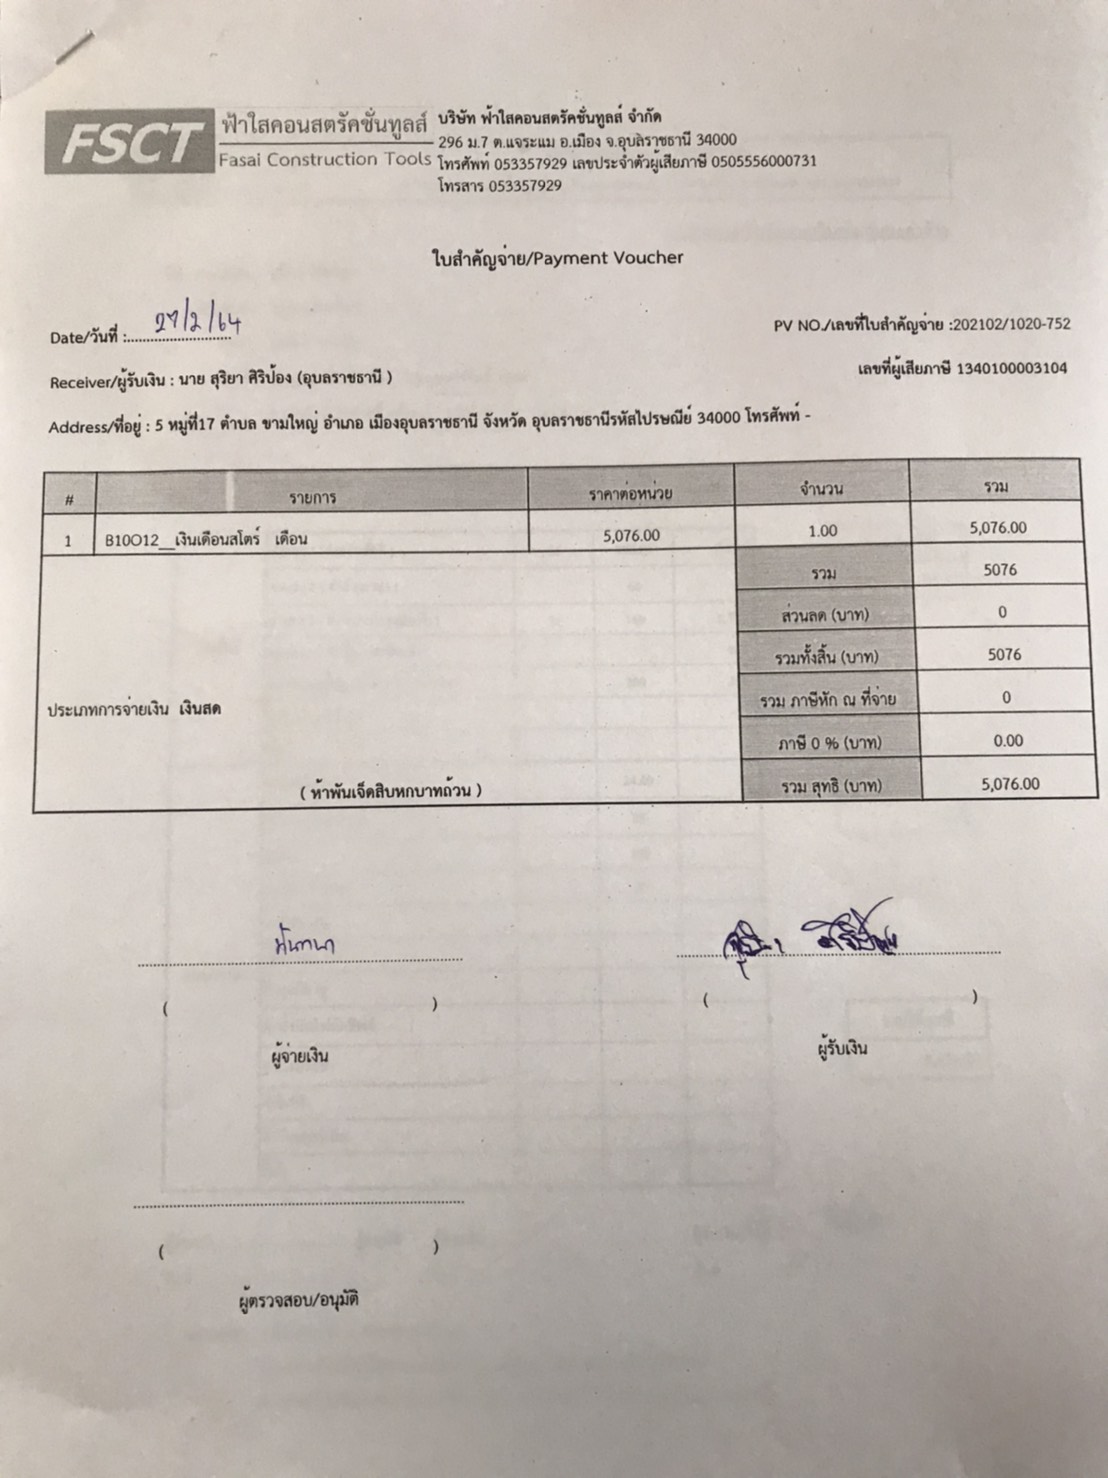 FSCT
ฟ้าใสคอนสตรัคชั่นทูลส์
Fasai Construction Tools
บริษัท ฟ้าใสคอนสตรัคชั่นทูลส์ จำกัด
296 ม.7 ต.แจระแม อ.เมือง จ.อุบลิราชธานี 34000
โทรศัพท์ 053357929 เลขประจำตัวผู้เสียภาษี 0505556000731
โทรสาร 053357929
ใบสำคัญจ่าย/Payment Voucher
Date/วันที่ : 27/2/64
PV NO./เลขที่ใบสำคัญจ่าย :202102/1020-752
Receiver/ผู้รับเงิน : นาย สุริยา ศิริป้อง (อุบลราชธานี )
เลขที่ผู้เสียภาษี 1340100003104
Address/ที่อยู่ : 5 หมู่ที่17 ตำบล ขามใหญ่ อำเภอ เมืองอุบลราชธานี จังหวัด อุบลราชธานีรหัสไปรษณีย์ 34000 โทรศัพท์ -
# รายการ ราคาต่อหน่วย จำนวน รวม
1 B10O12__เงินเดือนสโตร์ เดือน 5,076.00 1.00 5,076.00
รวม 5076
ส่วนลด (บาท) 0
รวมทั้งสิ้น (บาท) 5076
รวม ภาษีหัก ณ ที่จ่าย 0
ประเภทการจ่ายเงิน เงินสด
ภาษี 0 % (บาท) 0.00
( ห้าพันเจ็ดสิบหกบาทถ้วน )
รวม สุทธิ (บาท) 5,076.00
( )
( )
ผู้จ่ายเงิน
ผู้รับเงิน
( )
ผู้ตรวจสอบ/อนุมัติ